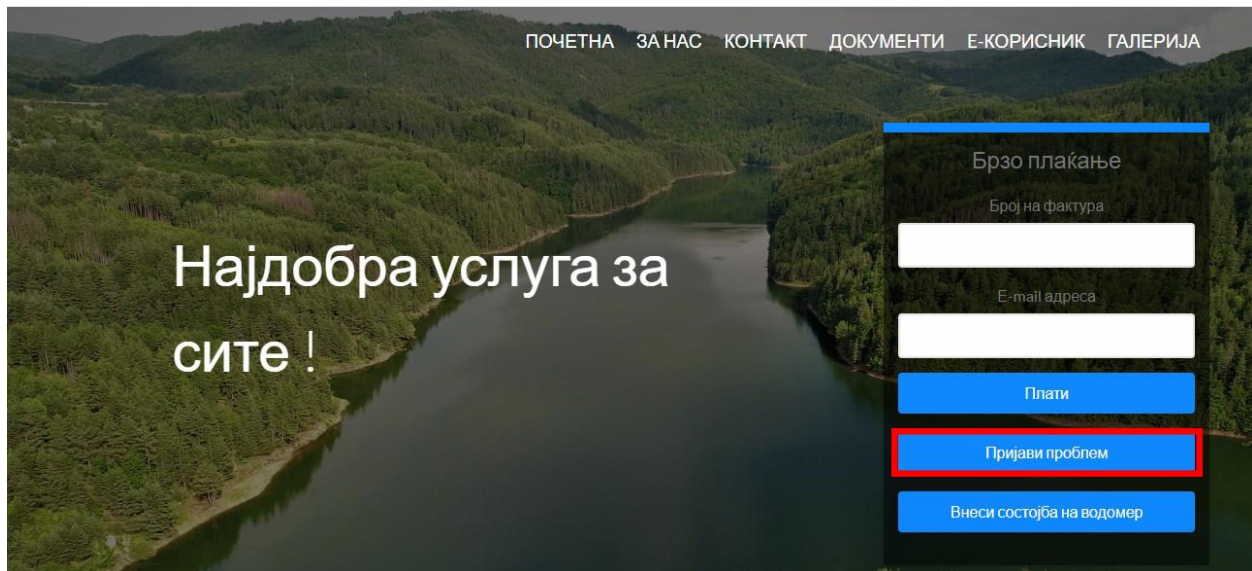 ПОЧЕТНА ЗА НАС КОНТАКТ ДОКУМЕНТИ Е-КОРИСНИК ГАЛЕРИЈА
Брзо плаќање
Број на фактура
Најдобра услуга за
сите !
E-mail адреса
Плати
Пријави проблем
Внеси состојба на водомер